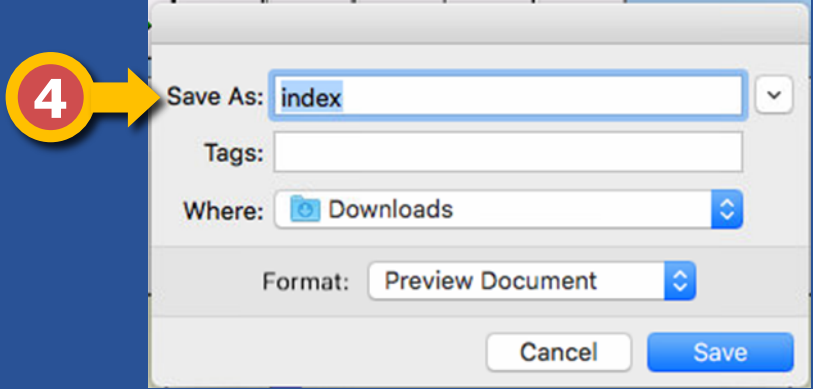 4
Save As: index
Tags:
Where: Downloads
Format: Preview Document
Cancel Save